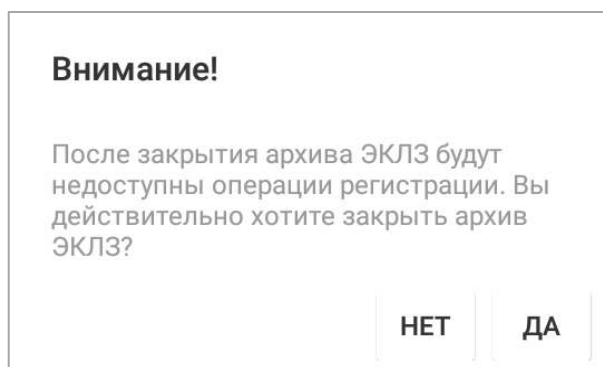 Внимание!
После закрытия архива ЭКЛЗ будут
недоступны операции регистрации. Вы
действительно хотите закрыть архив
ЭКЛЗ?
НЕТ ДА